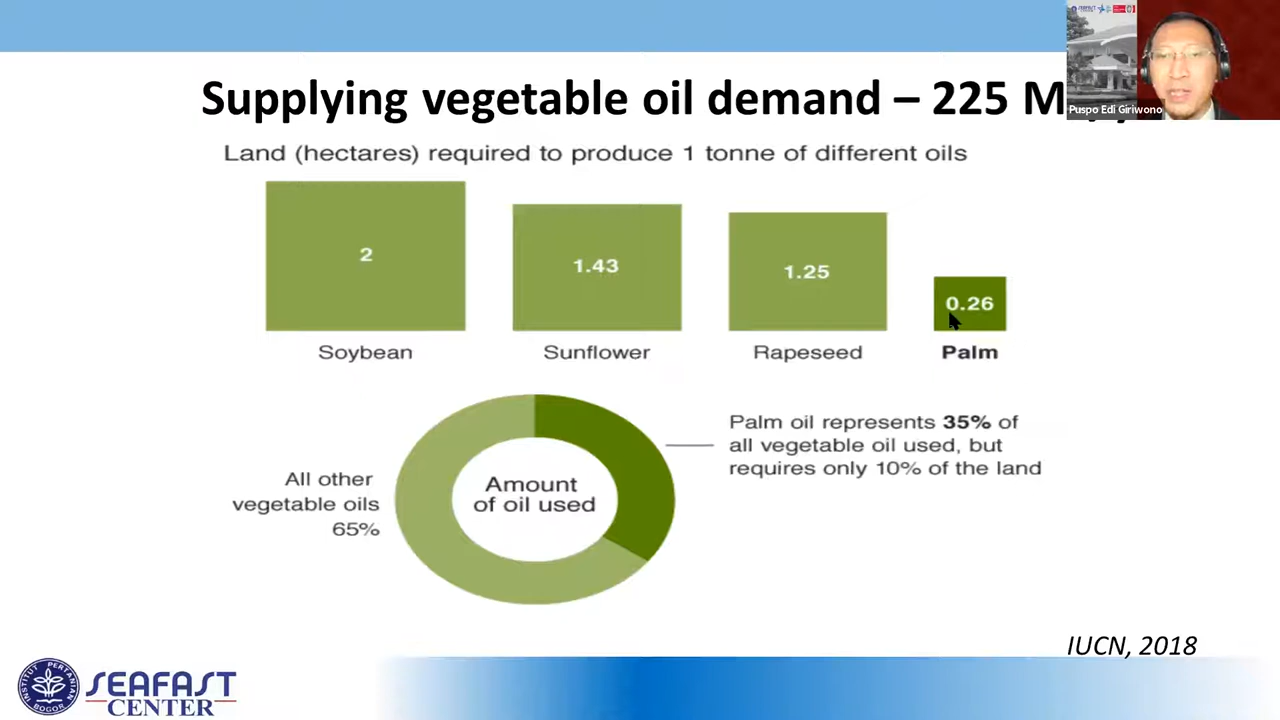 Supplying vegetable oil demand – 225 M
Puspo Edi Giriwono
Land (hectares) required to produce 1 tonne of different oils
2
1.43
1.25
0.26
Soybean
Sunflower
Rapeseed
Palm
Palm oil represents 35% of
all vegetable oil used, but
requires only 10% of the land
All other
vegetable oils
65%
Amount
of oil used
IUCN, 2018
INSTITUT PERTANIAN
BOGOR
SEAFAST
CENTER